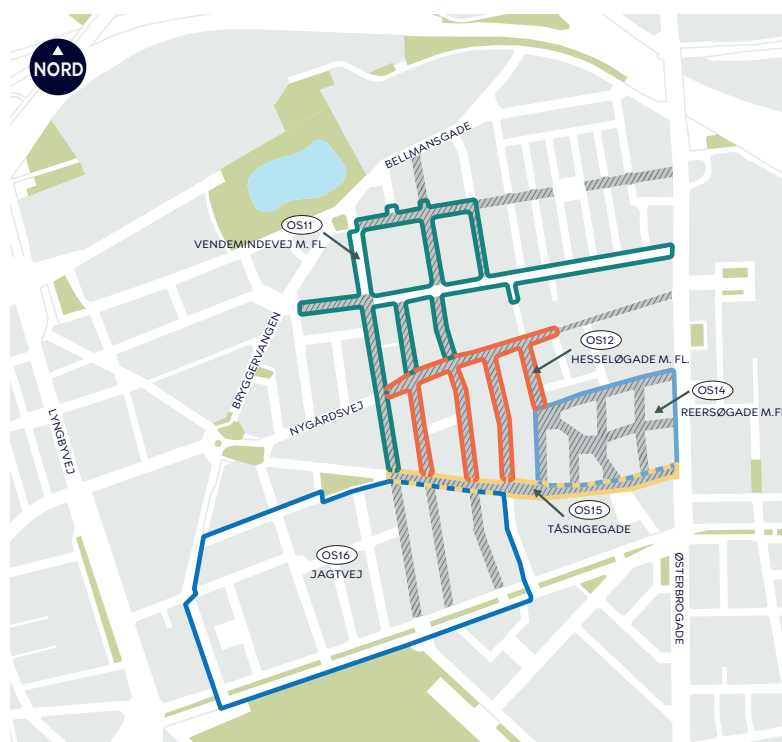 NORD
BELLMANSGADE
OS11
VENDEMINDEVEJ M. FL.
BRYGGERVANGEN
OS12
HESSELØGADE M. FL.
OS14
REERSØGADE M.FL
NYGÅRDSVEJ
LYNGBYVEJ
OS15
TÅSINGEGADE
OS16
JAGTVEJ
ØSTERBROGADE